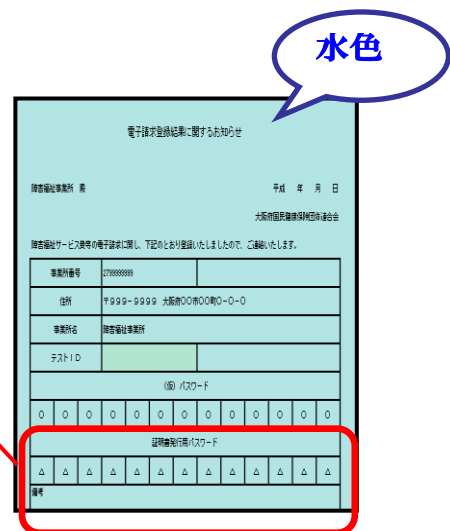 水色
電子請求登録結果に関するお知らせ
障害福祉事業所 殿
平成 年 月 日
大阪府国民健康保険団体連合会
障害福祉サービス費等の電子請求に関し、下記のとおり登録いたしましたので、ご連絡いたします。
事業所番号 2799999999
住所 〒999-9999 大阪府〇〇市〇〇町〇-〇-〇
事業所名 障害福祉事業所
テストID
(仮) パスワード
○ ○ ○ ○ ○ ○ ○ ○ ○ ○ ○ ○ ○
証明書発行用パスワード
△ △ △ △ △ △ △ △ △ △ △ △ △
備考